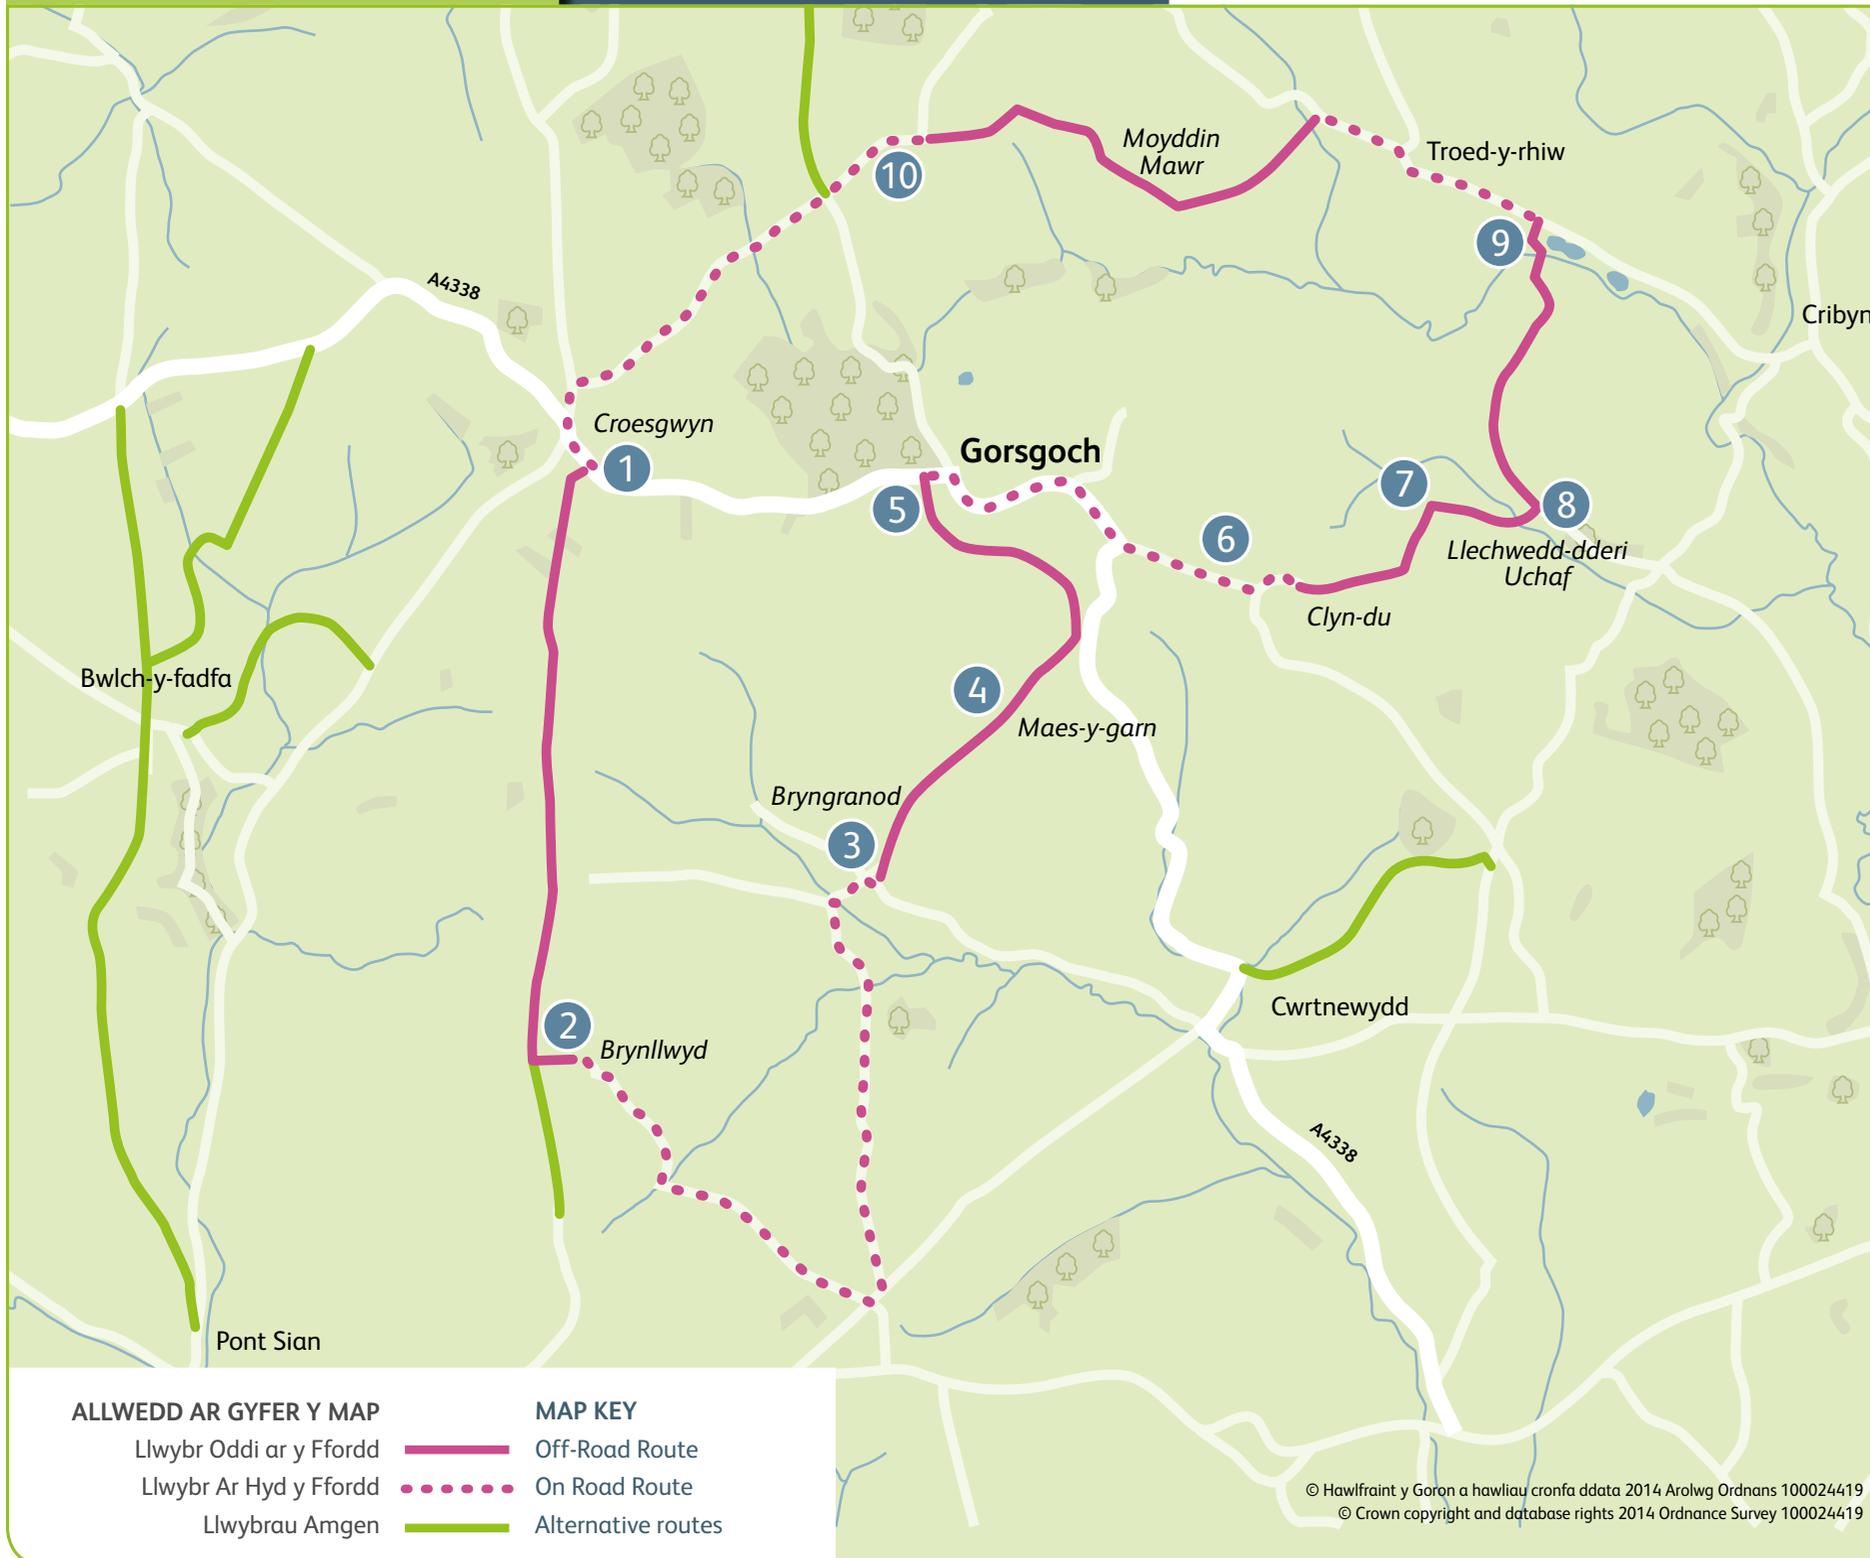 10
Moyddin
Mawr
Troed-y-rhiw
9
A4338
Cribyn
Croesgwyn
1
Gorsgoch
5
7
8
6
Llechwedd-dderi
Uchaf
Clyn-du
Bwlch-y-fadfa
4
Maes-y-garn
Bryngranod
3
Cwrtnewydd
2
Brynllwyd
A4338
Pont Sian
ALLWEDD AR GYFER Y MAP
MAP KEY
Llwybr Oddi ar y Ffordd
Off-Road Route
Llwybr Ar Hyd y Ffordd
On Road Route
Llwybrau Amgen
Alternative routes
© Hawlfraint y Goron a hawliau cronfa ddata 2014 Arolwg Ordnans 100024419
© Crown copyright and database rights 2014 Ordnance Survey 100024419